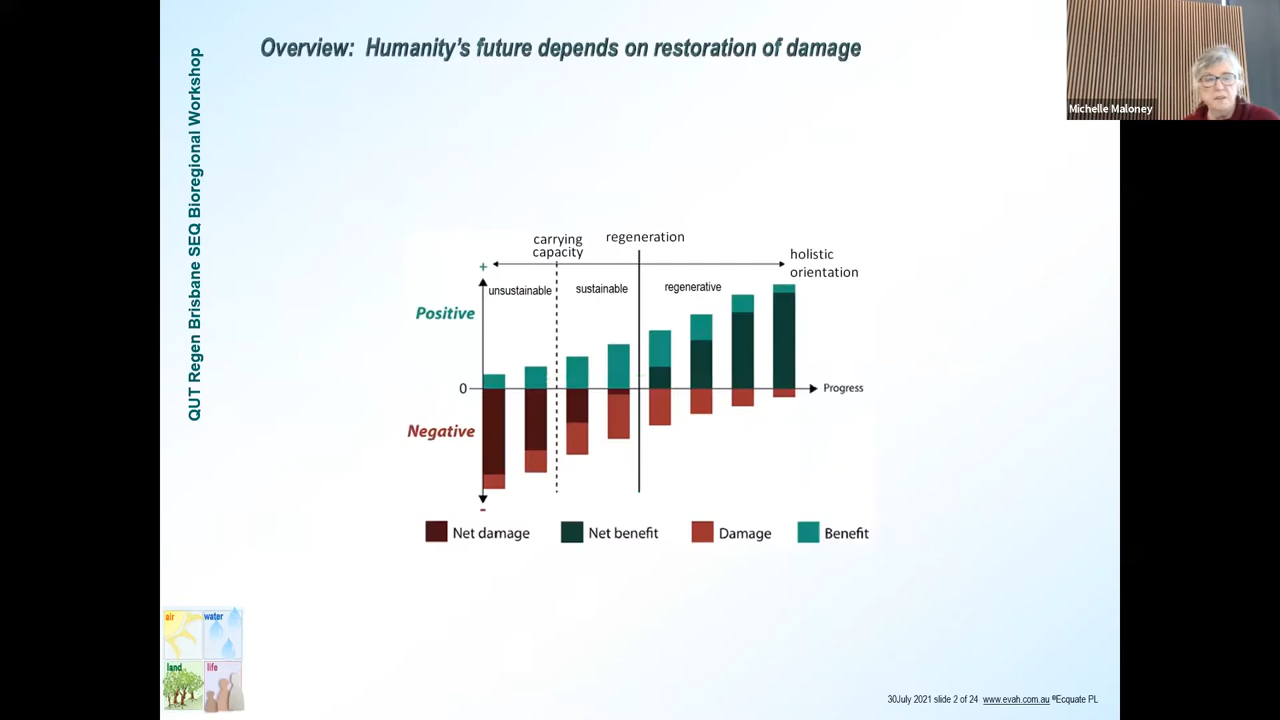 Overview: Humanity's future depends on restoration of damage
Michelle Maloney
QUT Regen Brisbane SEQ Bioregional Workshop
carrying
capacity
regeneration
holistic
orientation
+
unsustainable
sustainable
regenerative
Positive
0
Progress
Negative
-
Net damage
Net benefit
Damage
Benefit
air
water
land
life
30July 2021 slide 2 of 24 www.evah.com.au ®Ecquate PL